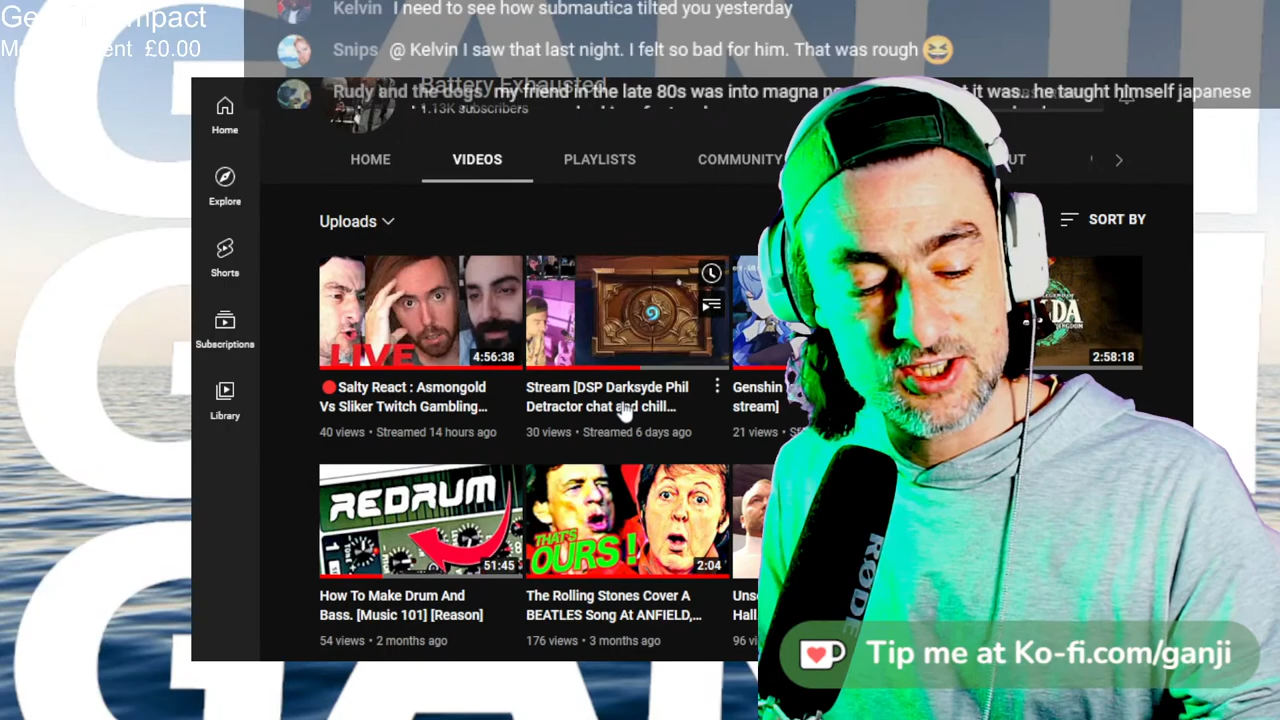 Kelvin I need to see how submautica tilted you yesterday
£0.00
Snips @ Kelvin I saw that last night. I felt so bad for him. That was rough
Battery Exhausted
Rudy and the dogs. my friend in the late 80s was into magna it was.. he taught himself japanese
1.13K subscribers
Home
HOME
VIDEOS
PLAYLISTS
COMMUNITY
Explore
Uploads
SORT BY
Shorts
Subscriptions
LIVE
4:56:38
2:58:18
Salty React : Asmongold
Vs Sliker Twitch Gambling...
40 views • Streamed 14 hours ago
Stream [DSP Darksyde Phil
Detractor chat and chill...
30 views • Streamed 6 days ago
Genshin
stream]
21 views •
Library
REDRUM
51:45
THAT'S
OURS!
2:04
How To Make Drum And
Bass. [Music 101] [Reason]
54 views • 2 months ago
The Rolling Stones Cover A
BEATLES Song At ANFIELD,...
176 views • 3 months ago
Hall
96
RØDE
Tip me at Ko-fi.com/ganji